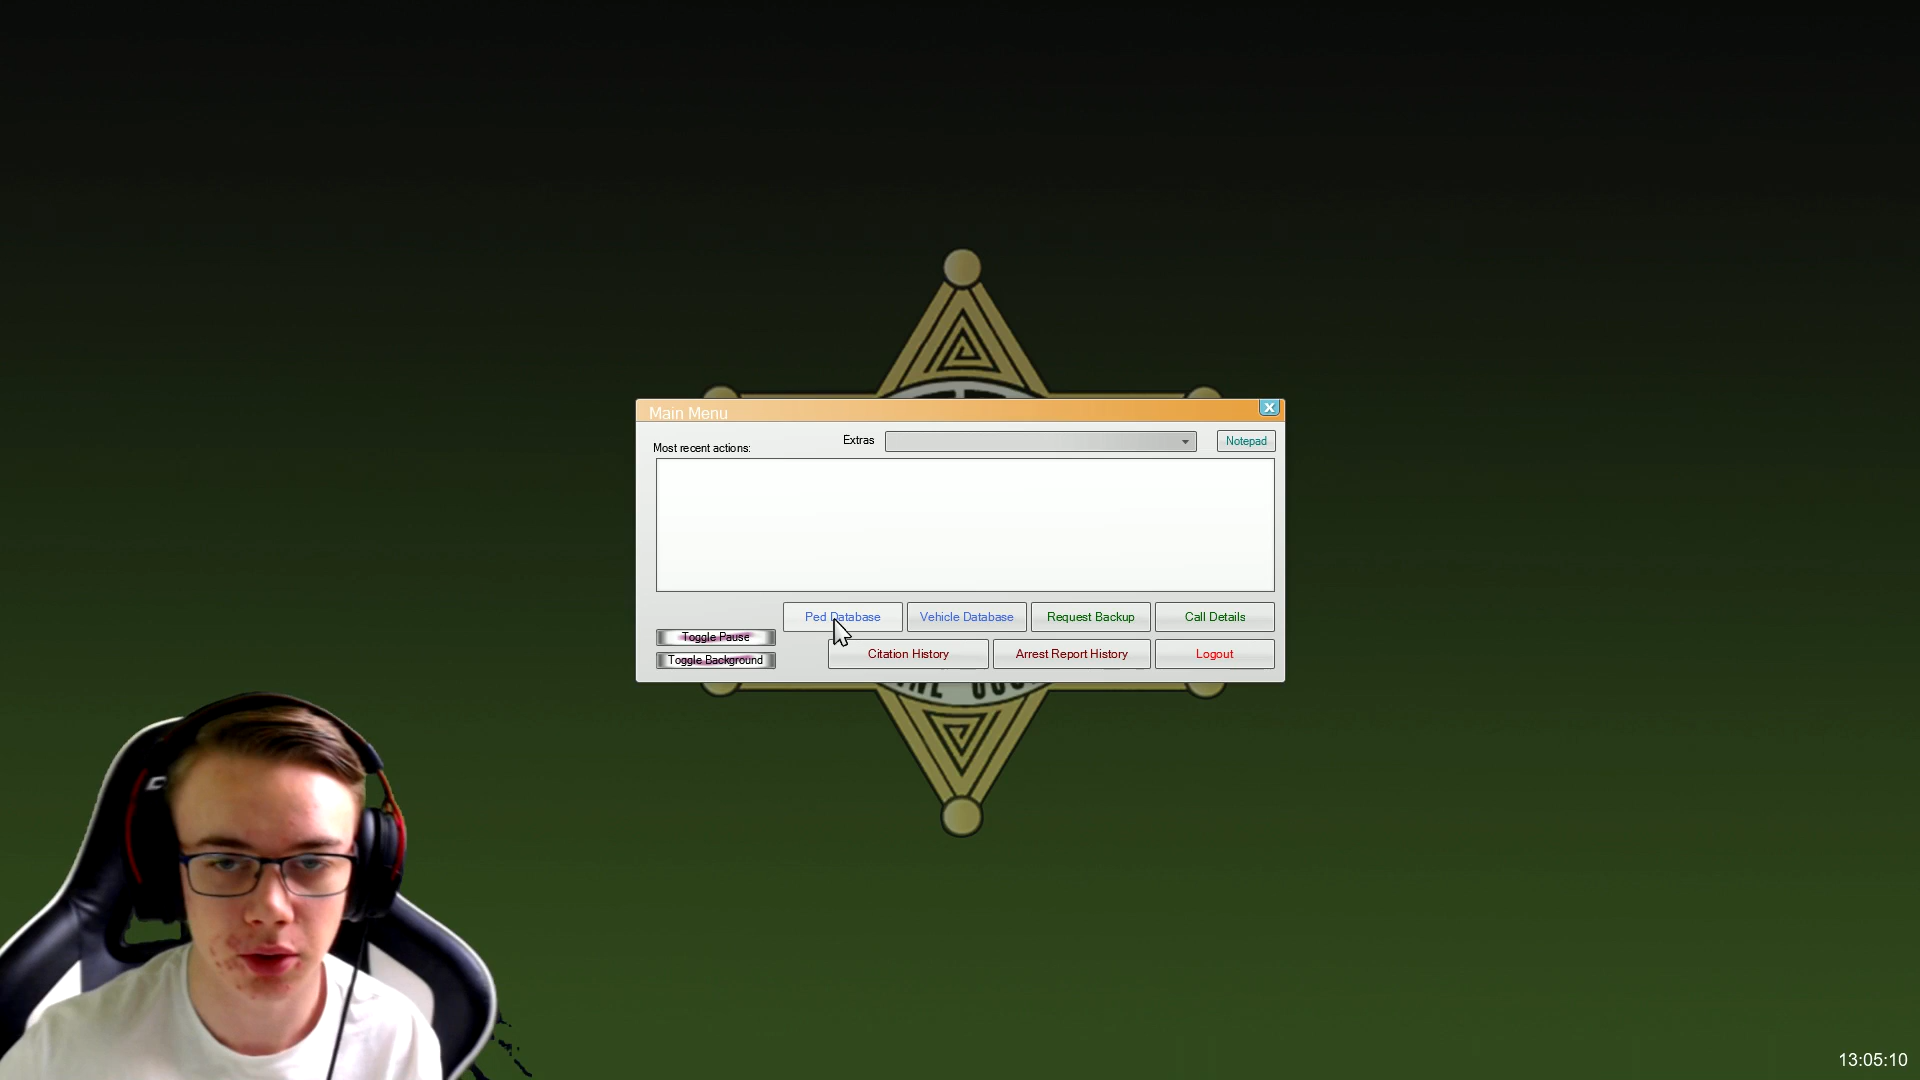 Main Menu
X
Extras
Notepad
Most recent actions:
Ped Database
Vehicle Database
Request Backup
Call Details
Toggle Pause
Citation History
Arrest Report History
Logout
Toggle Background
13:05:10